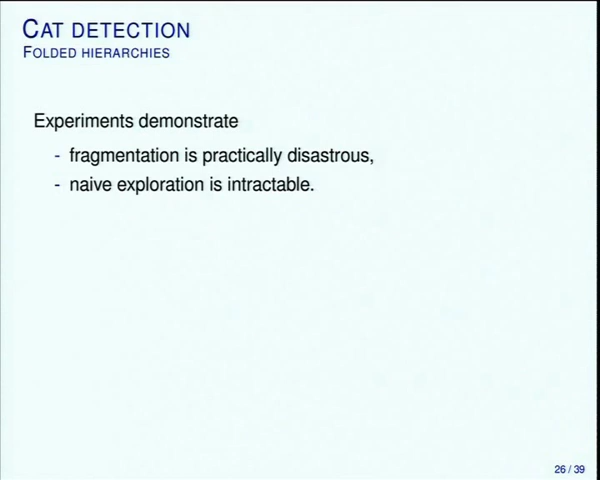 CAT DETECTION
FOLDED HIERARCHIES
Experiments demonstrate
- fragmentation is practically disastrous,
- naive exploration is intractable.
26 / 39